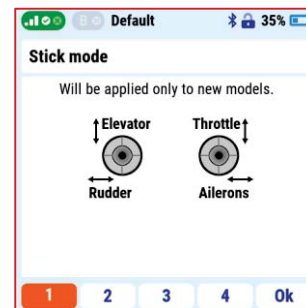 B Default 35%
Stick mode
Will be applied only to new models.
Elevator Throttle
Rudder Ailerons
1 2 3 4 Ok